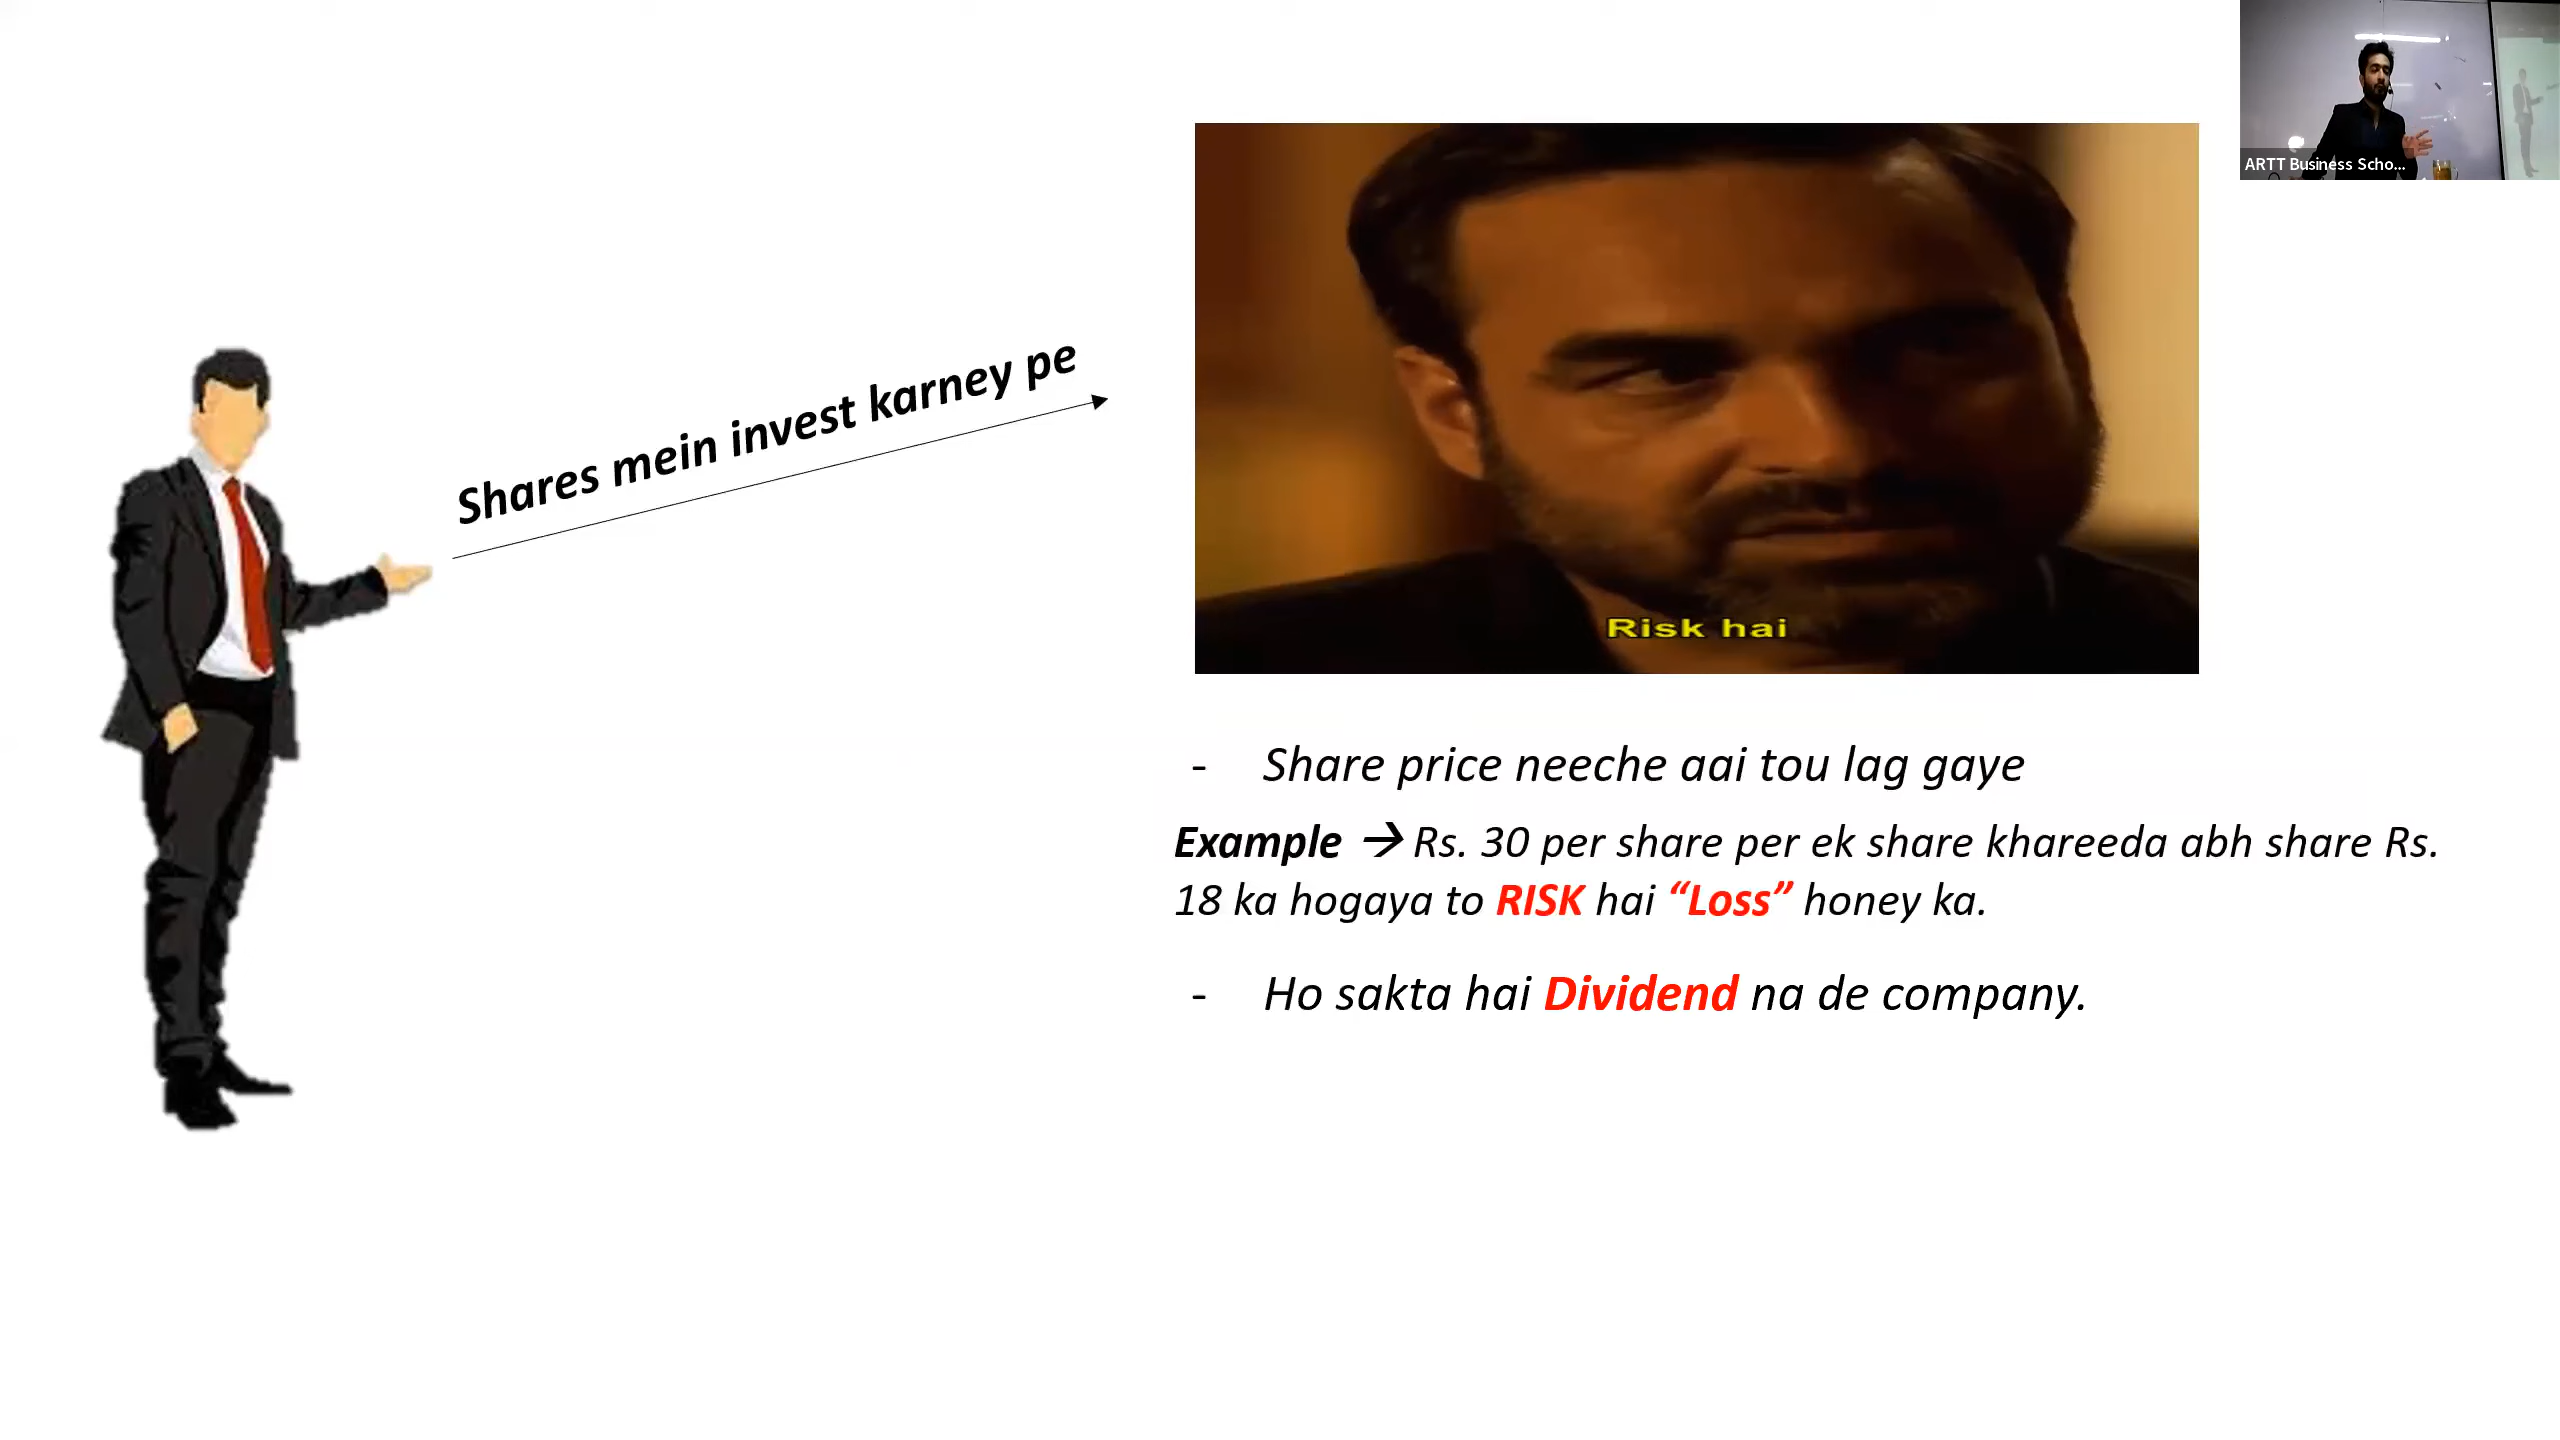 ARTT Business Scho...
Shares mein invest karney pe
Risk hai
- Share price neeche aai tou lag gaye
Example → Rs. 30 per share per ek share khareeda abh share Rs.
18 ka hogaya to RISK hai “Loss” honey ka.
- Ho sakta hai Dividend na de company.